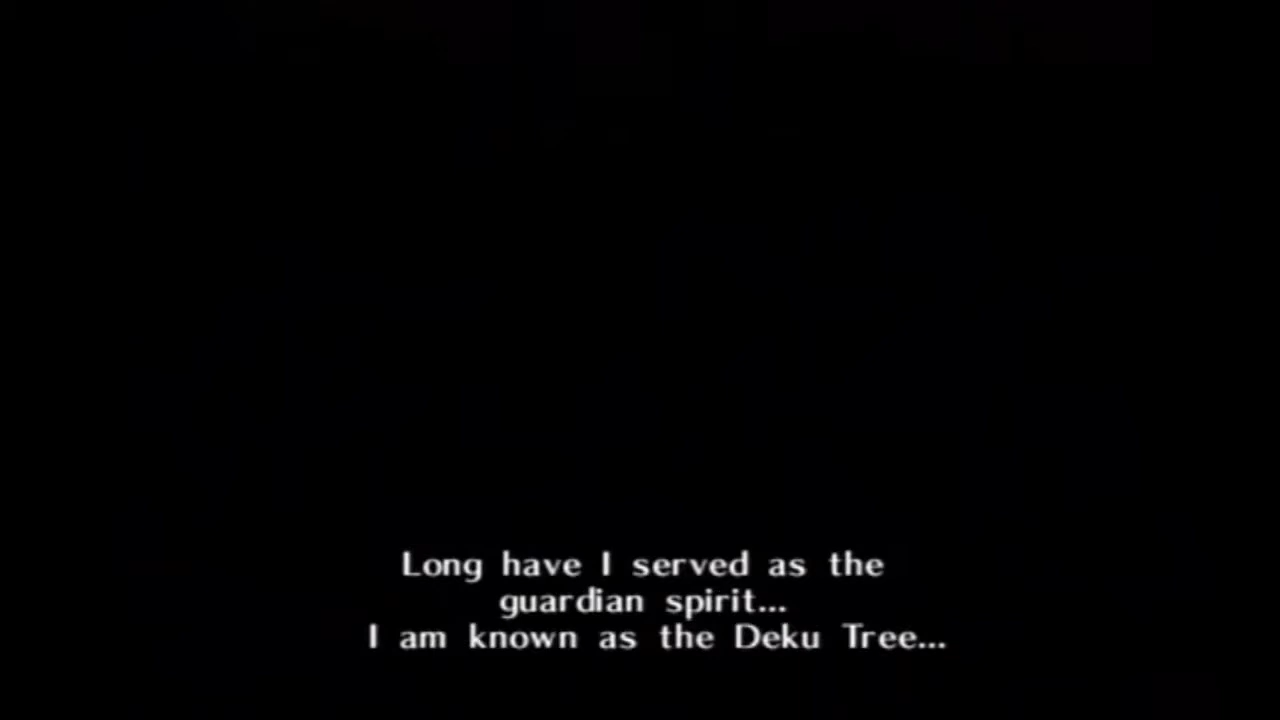 Long have I served as the
guardian spirit...
I am known as the Deku Tree...